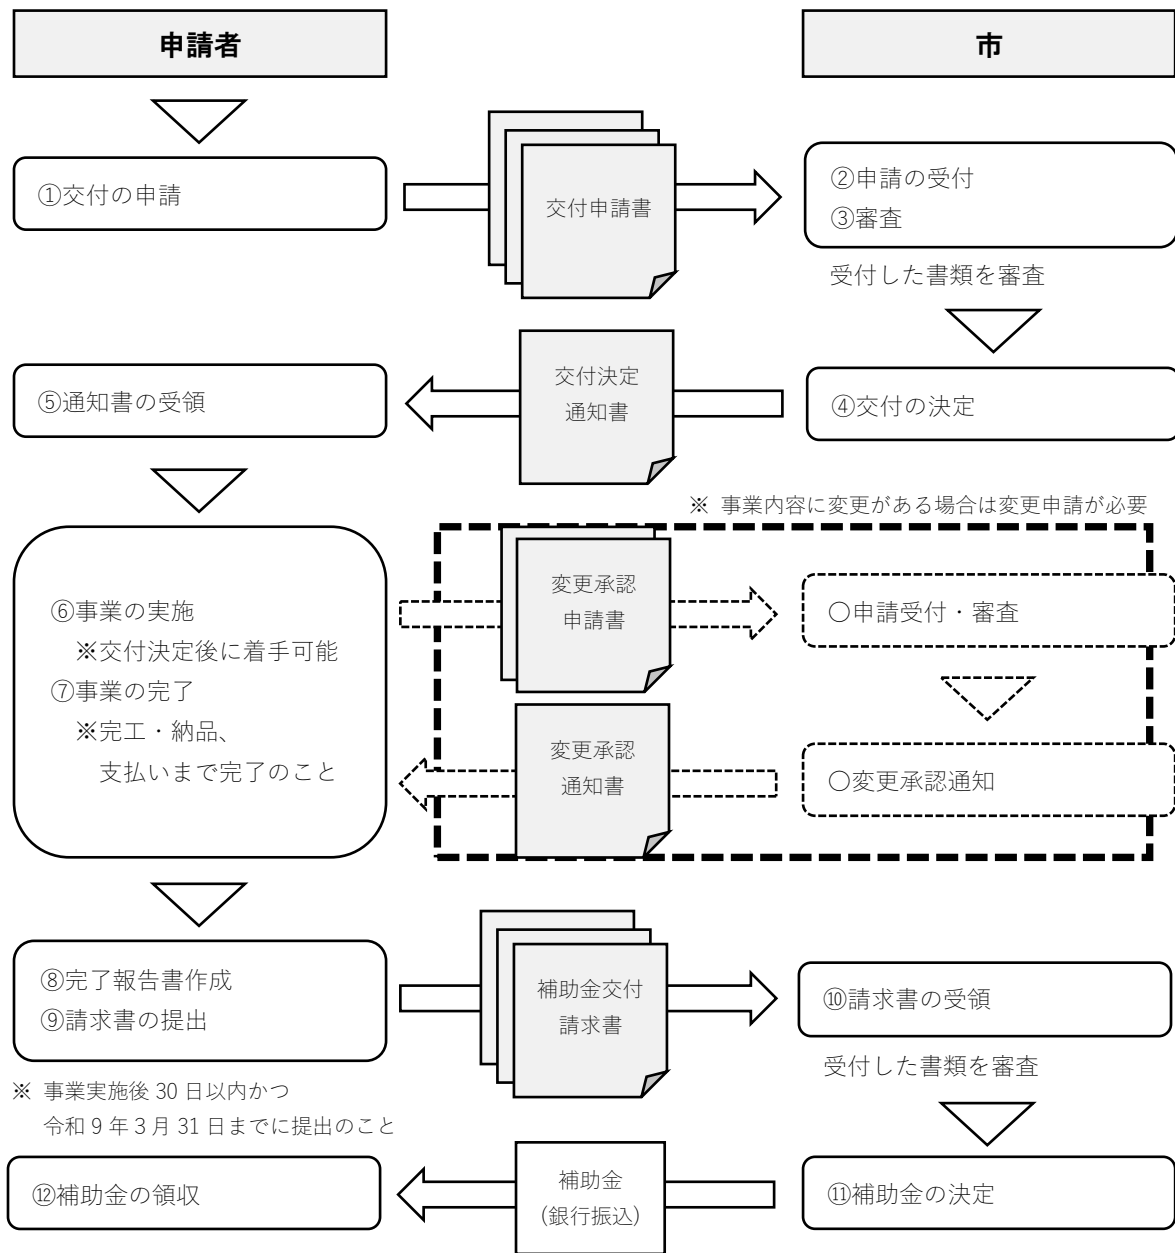 申請者
市
①交付の申請
交付申請書
②申請の受付
③審査
受付した書類を審査
⑤通知書の受領
交付決定
通知書
④交付の決定
※ 事業内容に変更がある場合は変更申請が必要
⑥事業の実施
※交付決定後に着手可能
⑦事業の完了
※完工・納品、
支払いまで完了のこと
変更承認
申請書
○申請受付・審査
変更承認
通知書
○変更承認通知
⑧完了報告書作成
⑨請求書の提出
補助金交付
請求書
⑩請求書の受領
受付した書類を審査
※ 事業実施後 30 日以内かつ
令和 9 年 3 月 31 日までに提出のこと
⑫補助金の領収
補助金
(銀行振込)
⑪補助金の決定